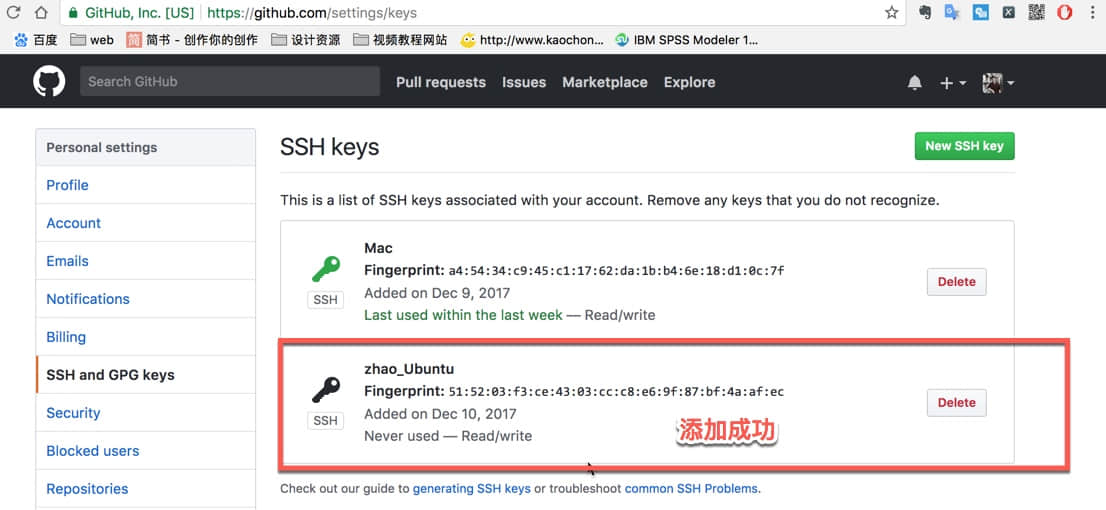 GitHub, Inc. [US] https://github.com/settings/keys
百度 web 简 简书 - 创作你的创作 设计资源 视频教程网站 http://www.kaochon... IBM SPSS Modeler 1...
Search GitHub Pull requests Issues Marketplace Explore
Personal settings
Profile
Account
Emails
Notifications
Billing
SSH and GPG keys
Security
Blocked users
Repositories
SSH keys
New SSH key
This is a list of SSH keys associated with your account. Remove any keys that you do not recognize.
Mac
Fingerprint: a4:54:34:c9:45:c1:17:62:da:1b:b4:6e:18:d1:0c:7f
SSH
Added on Dec 9, 2017
Last used within the last week — Read/write
Delete
zhao_Ubuntu
Fingerprint: 51:52:03:f3:ce:43:03:cc:c8:e6:9f:87:bf:4a:af:ec
SSH
Added on Dec 10, 2017
Never used — Read/write
Delete
添加成功
Check out our guide to generating SSH keys or troubleshoot common SSH Problems.